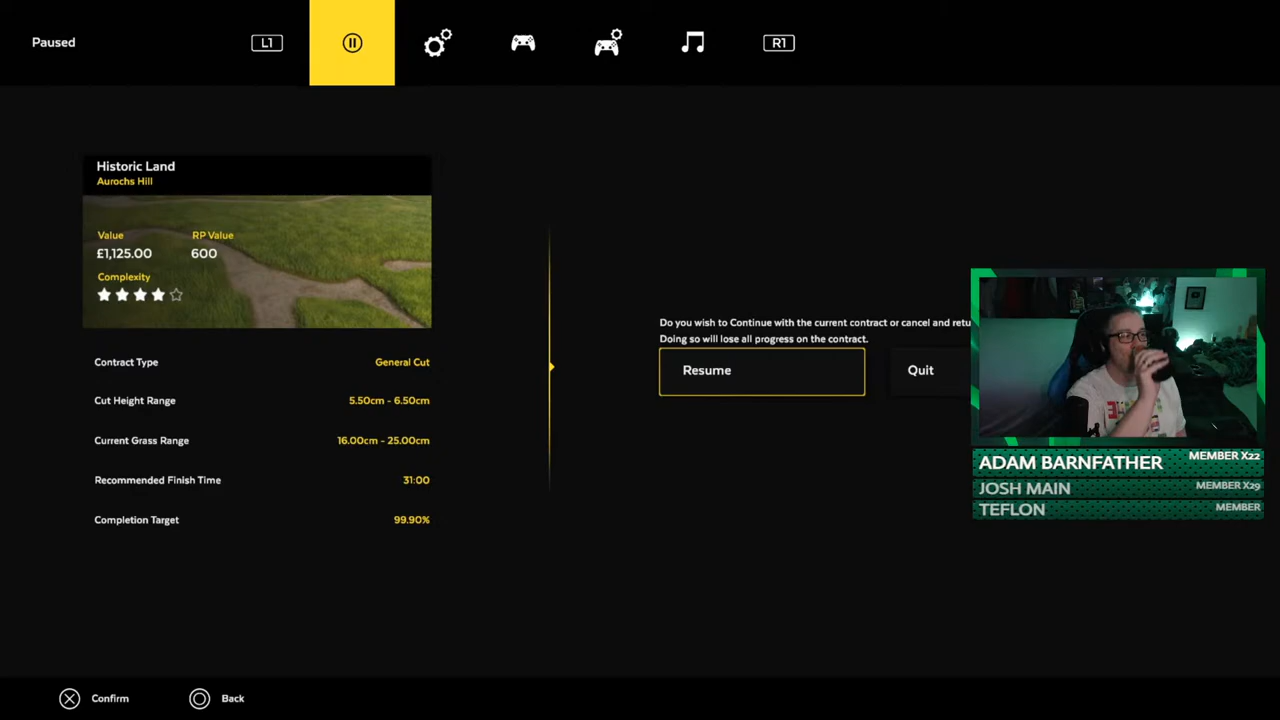 Paused
L1
R1
Historic Land
Aurochs Hill
Value
RP Value
£1,125.00
600
Complexity
Contract Type
General Cut
Cut Height Range
5.50cm - 6.50cm
Current Grass Range
16.00cm - 25.00cm
Recommended Finish Time
31:00
Completion Target
99.90%
Do you wish to Continue with the current contract or cancel and retu
Doing so will lose all progress on the contract.
Resume
Quit
ADAM BARNFATHER
MEMBER X22
JOSH MAIN
MEMBER X29
TEFLON
MEMBER
Confirm
Back